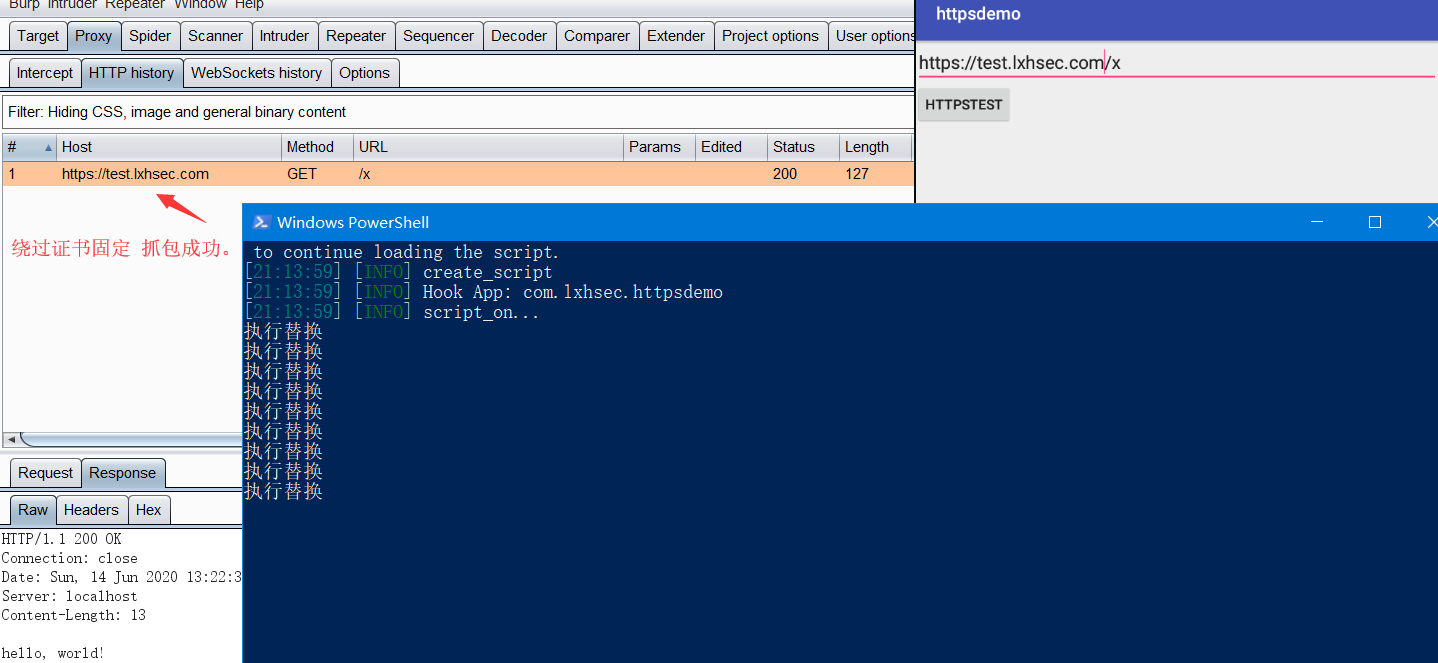 Burp Intruder Repeater Window Help
Target Proxy Spider Scanner Intruder Repeater Sequencer Decoder Comparer Extender Project options User options
Intercept HTTP history WebSockets history Options
Filter: Hiding CSS, image and general binary content
# Host Method URL Params Edited Status Length
1 https://test.lxhsec.com GET /x 200 127
绕过证书固定 抓包成功。
Request Response
Raw Headers Hex
HTTP/1.1 200 OK
Connection: close
Date: Sun, 14 Jun 2020 13:22:3
Server: localhost
Content-Length: 13
hello, world!
httpsdemo
https://test.lxhsec.com/x
HTTPSTEST
Windows PowerShell
to continue loading the script.
[21:13:59] [INFO] create_script
[21:13:59] [INFO] Hook App: com.lxhsec.httpsdemo
[21:13:59] [INFO] script_on...
执行替换
执行替换
执行替换
执行替换
执行替换
执行替换
执行替换
执行替换
执行替换